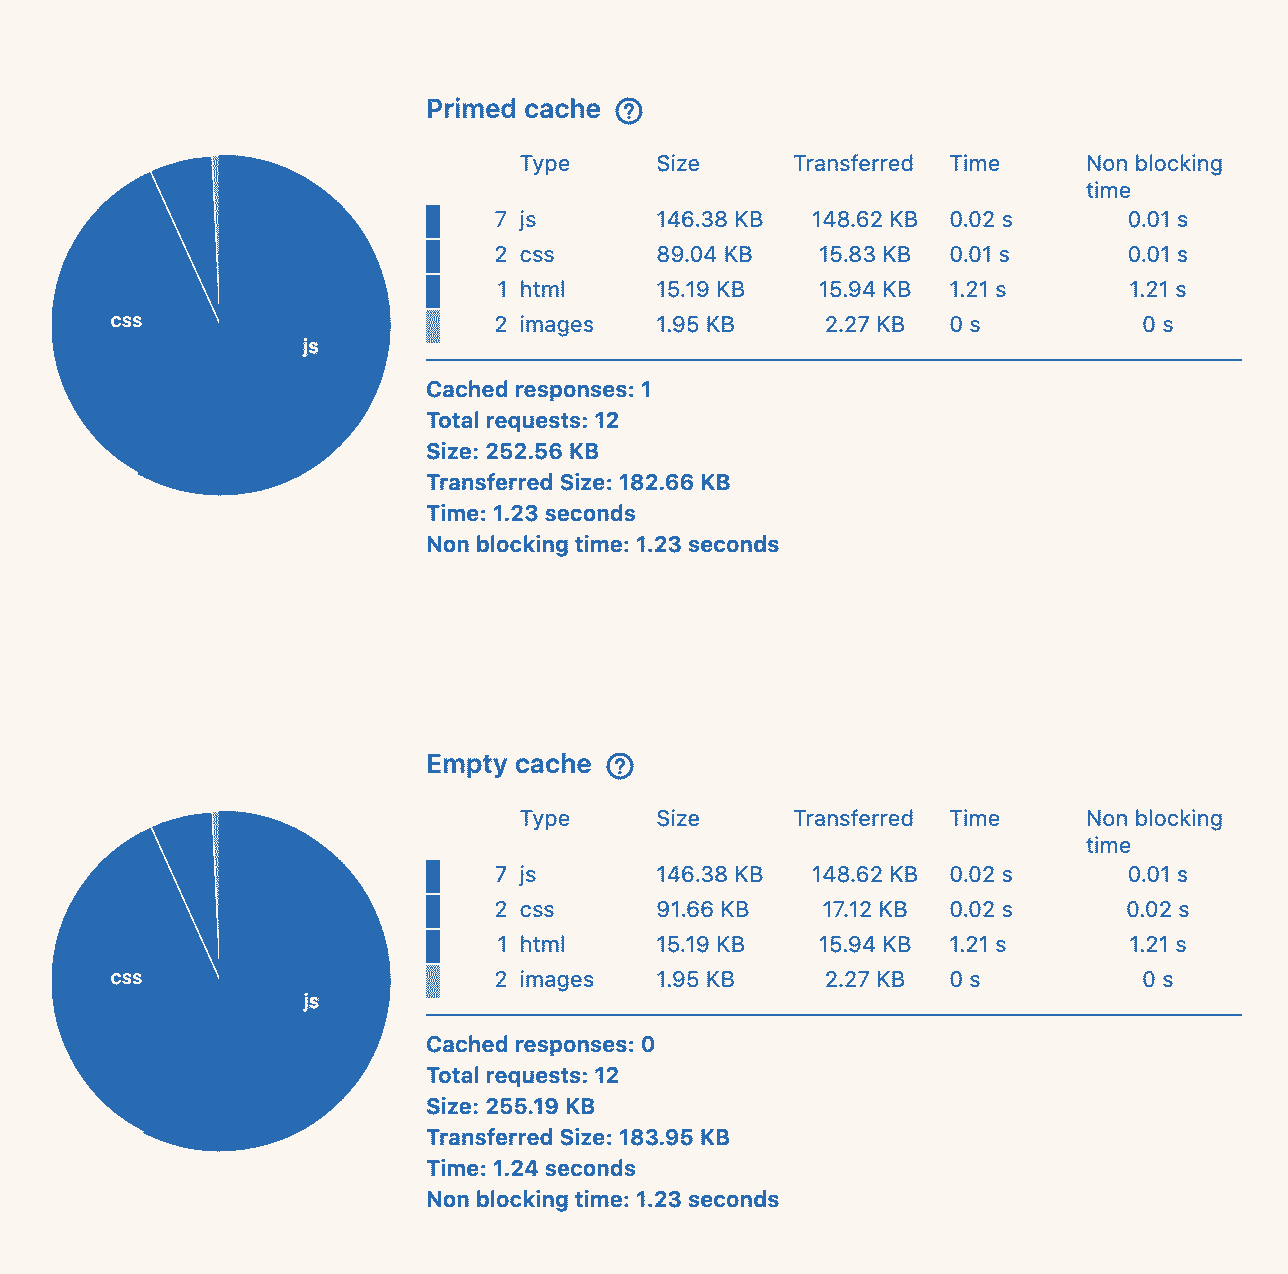 Primed cache ?
Type Size Transferred Time Non blocking time
7 js 146.38 KB 148.62 KB 0.02 s 0.01 s
2 css 89.04 KB 15.83 KB 0.01 s 0.01 s
1 html 15.19 KB 15.94 KB 1.21 s 1.21 s
2 images 1.95 KB 2.27 KB 0 s 0 s
css
js
Cached responses: 1
Total requests: 12
Size: 252.56 KB
Transferred Size: 182.66 KB
Time: 1.23 seconds
Non blocking time: 1.23 seconds
Empty cache ?
Type Size Transferred Time Non blocking time
7 js 146.38 KB 148.62 KB 0.02 s 0.01 s
2 css 91.66 KB 17.12 KB 0.02 s 0.02 s
1 html 15.19 KB 15.94 KB 1.21 s 1.21 s
2 images 1.95 KB 2.27 KB 0 s 0 s
css
js
Cached responses: 0
Total requests: 12
Size: 255.19 KB
Transferred Size: 183.95 KB
Time: 1.24 seconds
Non blocking time: 1.23 seconds